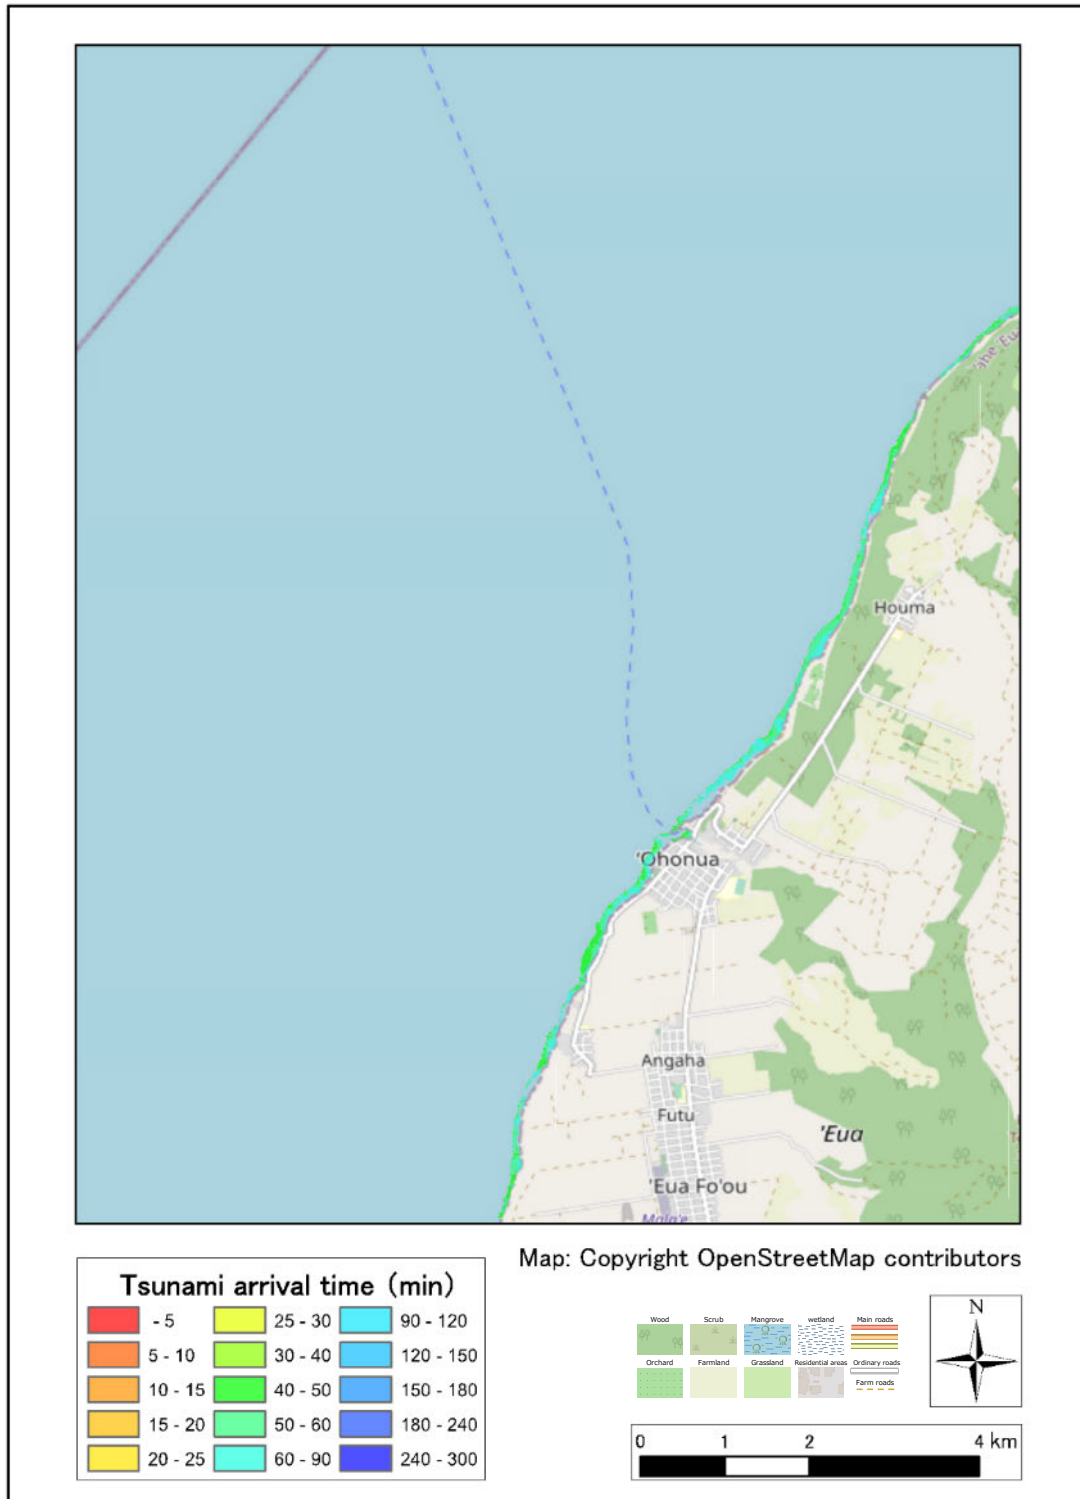 Houma
'Ohonua
Angaha
Futu
'Eua
'Eua Fo'ou
Map: Copyright OpenStreetMap contributors
Tsunami arrival time (min)
- 5
25 - 30
90 - 120
5 - 10
30 - 40
120 - 150
10 - 15
40 - 50
150 - 180
15 - 20
50 - 60
180 - 240
20 - 25
60 - 90
240 - 300
Wood
Scrub
Mangrove
wetland
Main roads
Orchard
Farmland
Grassland
Residential areas
Ordinary roads
Farm roads
N
0 1 2 4 km